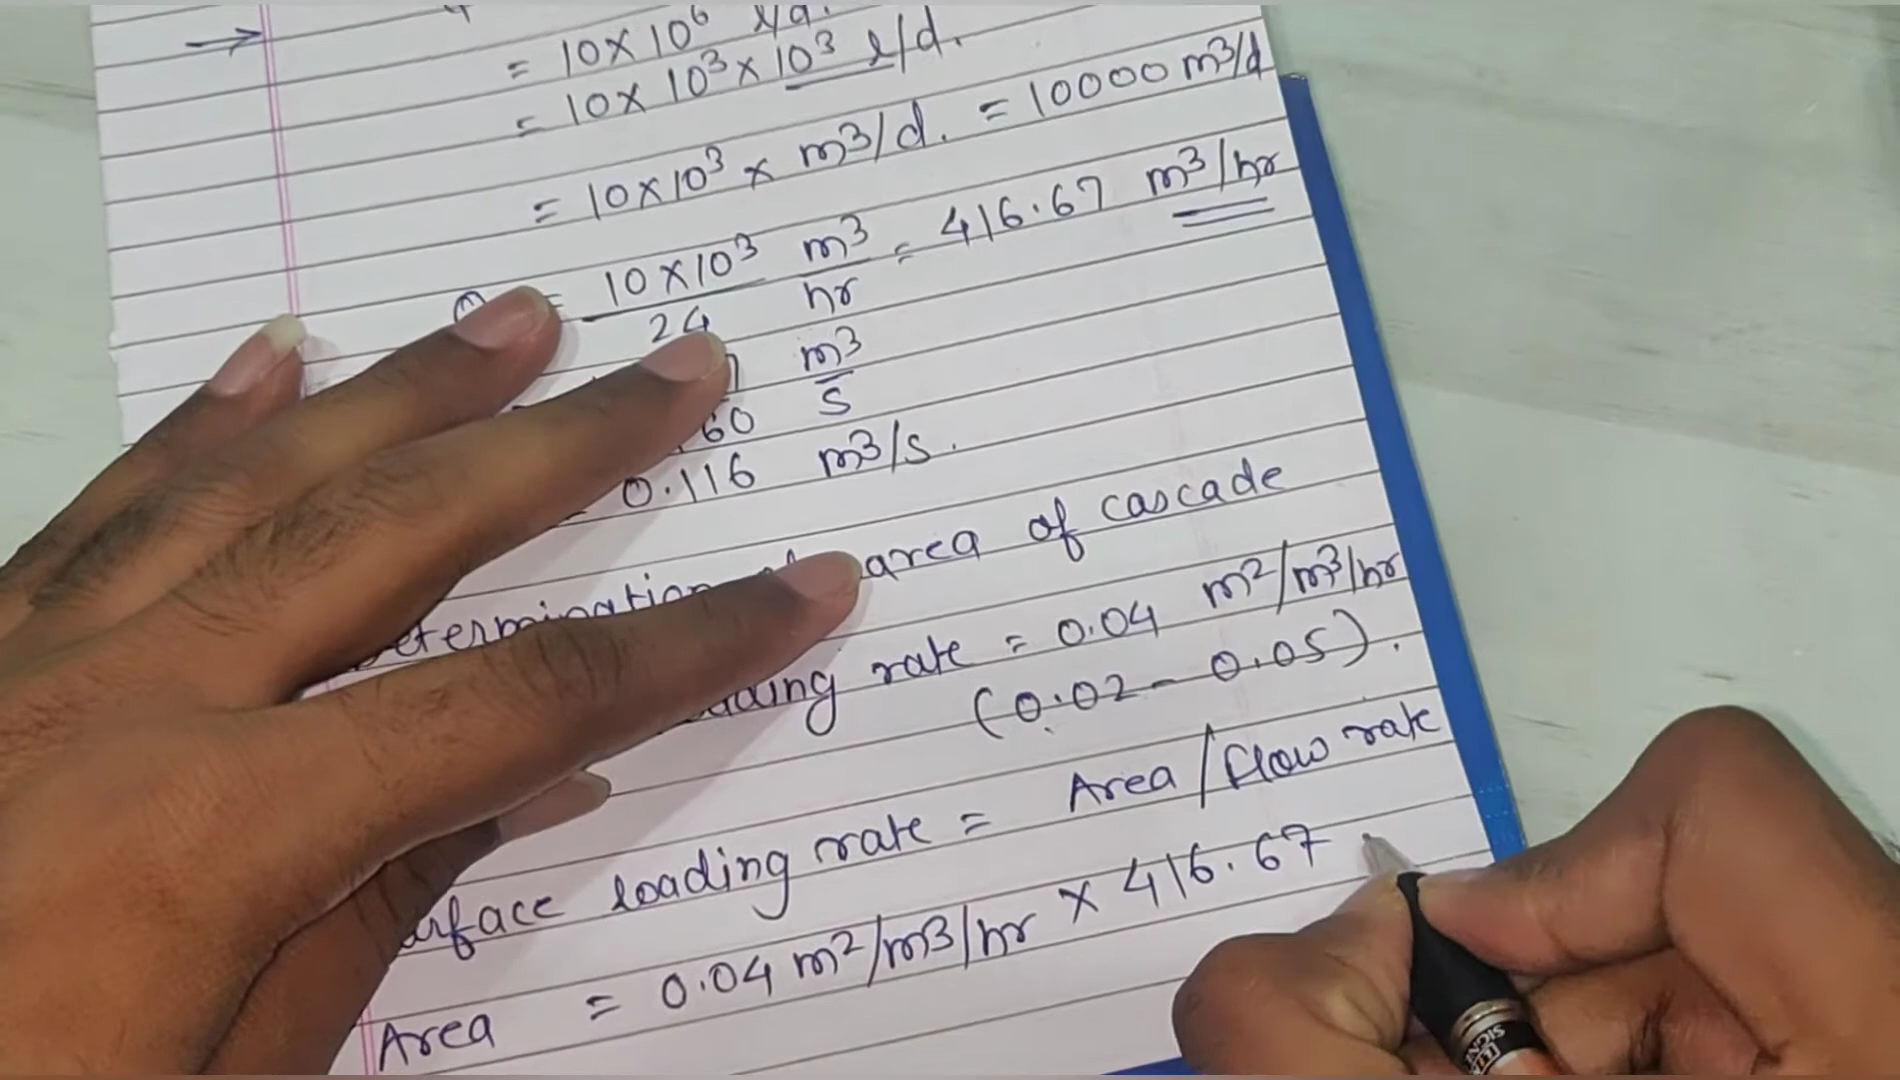 = 10 × 10⁶ l/d.
= 10 × 10³ × 10³ l/d.
= 10 × 10³ × m³/d. = 10000 m³/d
= 10 × 10³ / 24 m³/hr = 416.67 m³/hr
m³/s
60
0.116 m³/s.
area of cascade
rate = 0.04 m²/m³/hr
(0.02 - 0.05).
loading rate = Area / flow rate
Area = 0.04 m²/m³/hr × 416.67